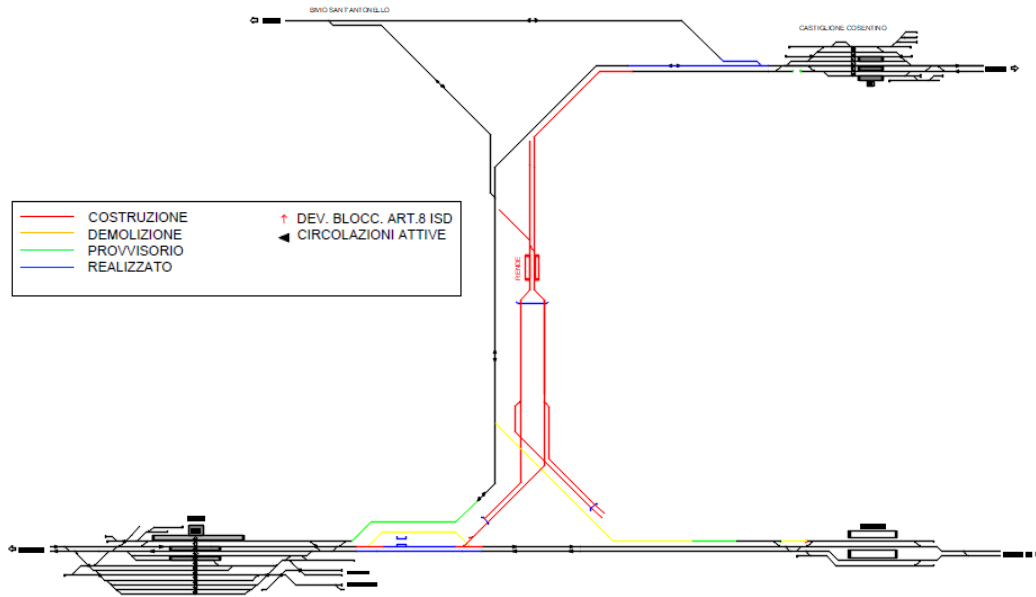 BIVIO SANT'ANTONELLO
CASTIGLIONE COSENTINO
COSTRUZIONE
DEMOLIZIONE
PROVVISORIO
REALIZZATO
↑ DEV. BLOCC. ART.8 ISD
◄ CIRCOLAZIONI ATTIVE
RENDE